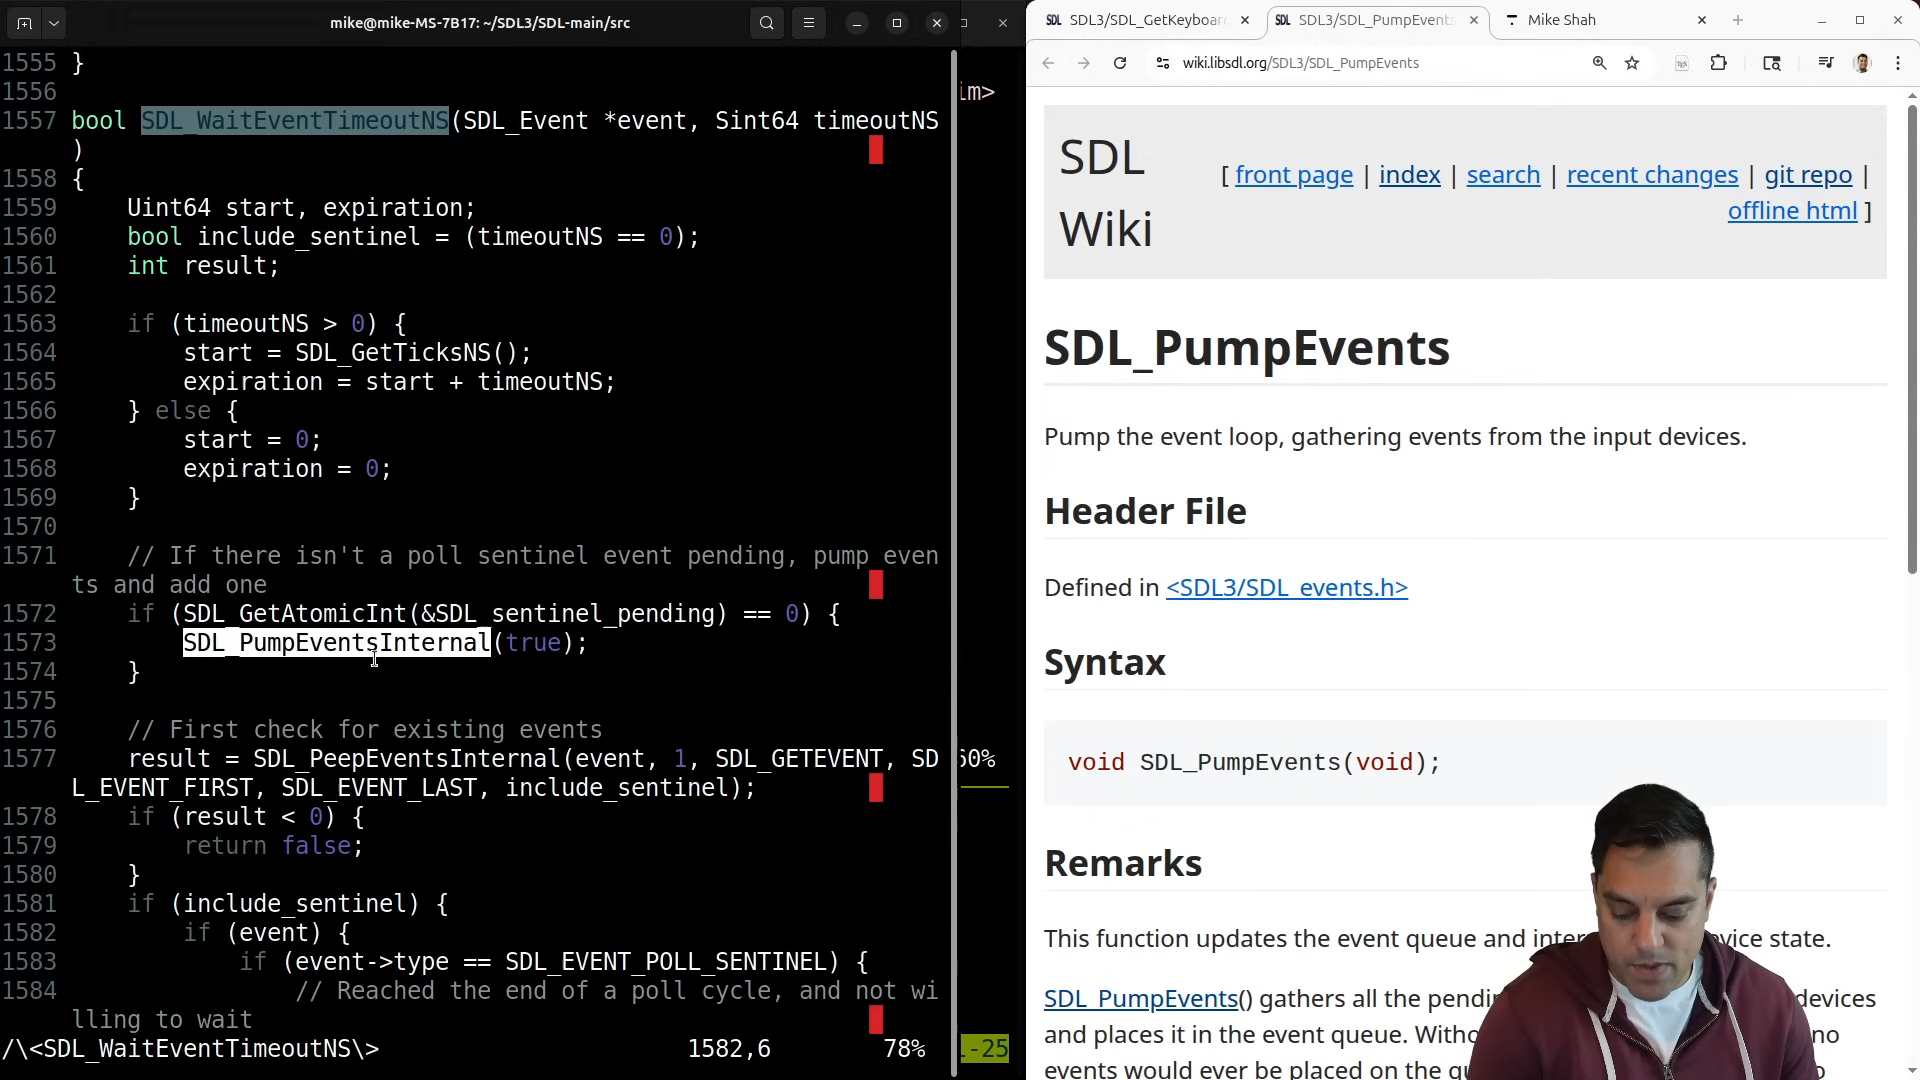 mike@mike-MS-7B17: ~/SDL3/SDL-main/src
1555 }
1556
1557 bool SDL_WaitEventTimeoutNS(SDL_Event *event, Sint64 timeoutNS
)
1558 {
1559     Uint64 start, expiration;
1560     bool include_sentinel = (timeoutNS == 0);
1561     int result;
1562
1563     if (timeoutNS > 0) {
1564         start = SDL_GetTicksNS();
1565         expiration = start + timeoutNS;
1566     } else {
1567         start = 0;
1568         expiration = 0;
1569     }
1570
1571     // If there isn't a poll sentinel event pending, pump even
ts and add one
1572     if (SDL_GetAtomicInt(&SDL_sentinel_pending) == 0) {
1573         SDL_PumpEventsInternal(true);
1574     }
1575
1576     // First check for existing events
1577     result = SDL_PeepEventsInternal(event, 1, SDL_GETEVENT, SD
L_EVENT_FIRST, SDL_EVENT_LAST, include_sentinel);
1578     if (result < 0) {
1579         return false;
1580     }
1581     if (include_sentinel) {
1582         if (event) {
1583             if (event->type == SDL_EVENT_POLL_SENTINEL) {
1584                 // Reached the end of a poll cycle, and not wi
lling to wait
/\<SDL_WaitEventTimeoutNS\> 1582,6 78%
im>
60%
-25
SDL SDL3/SDL_GetKeyboar
SDL SDL3/SDL_PumpEvents
Mike Shah
wiki.libsdl.org/SDL3/SDL_PumpEvents
SDL
Wiki
[ front page | index | search | recent changes | git repo |
offline html ]
SDL_PumpEvents
Pump the event loop, gathering events from the input devices.
Header File
Defined in <SDL3/SDL_events.h>
Syntax
void SDL_PumpEvents(void);
Remarks
This function updates the event queue and inter vice state.
SDL_PumpEvents() gathers all the pendi devices
and places it in the event queue. Witho no
events would ever be placed on the qu